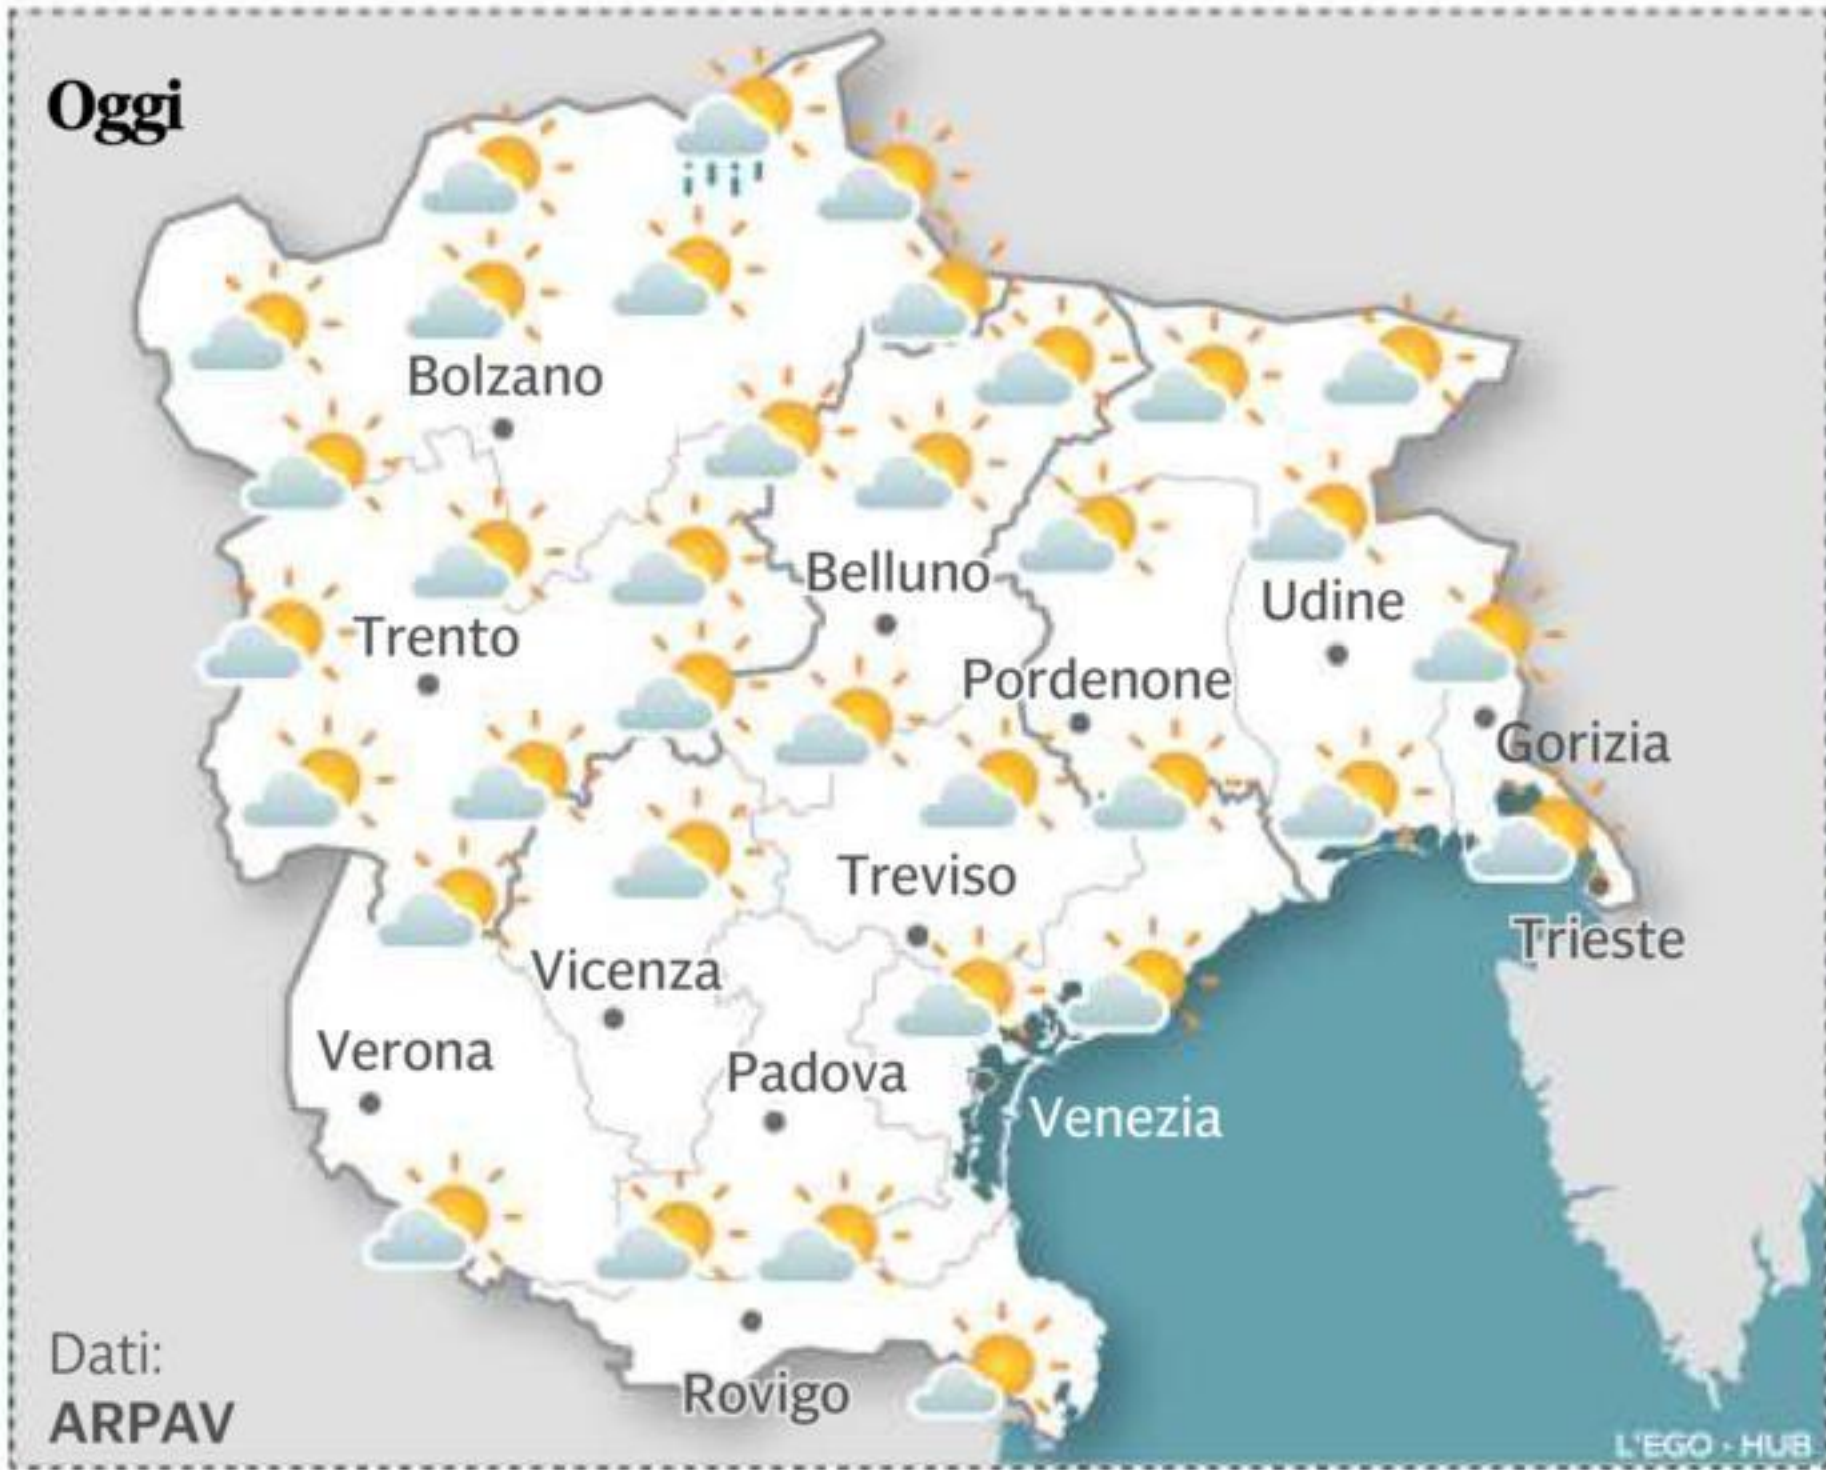 Oggi
Bolzano
Belluno
Udine
Trento
Pordenone
Gorizia
Treviso
Trieste
Vicenza
Verona
Padova
Venezia
Dati:
ARPAV
Rovigo
L'EGO - HUB